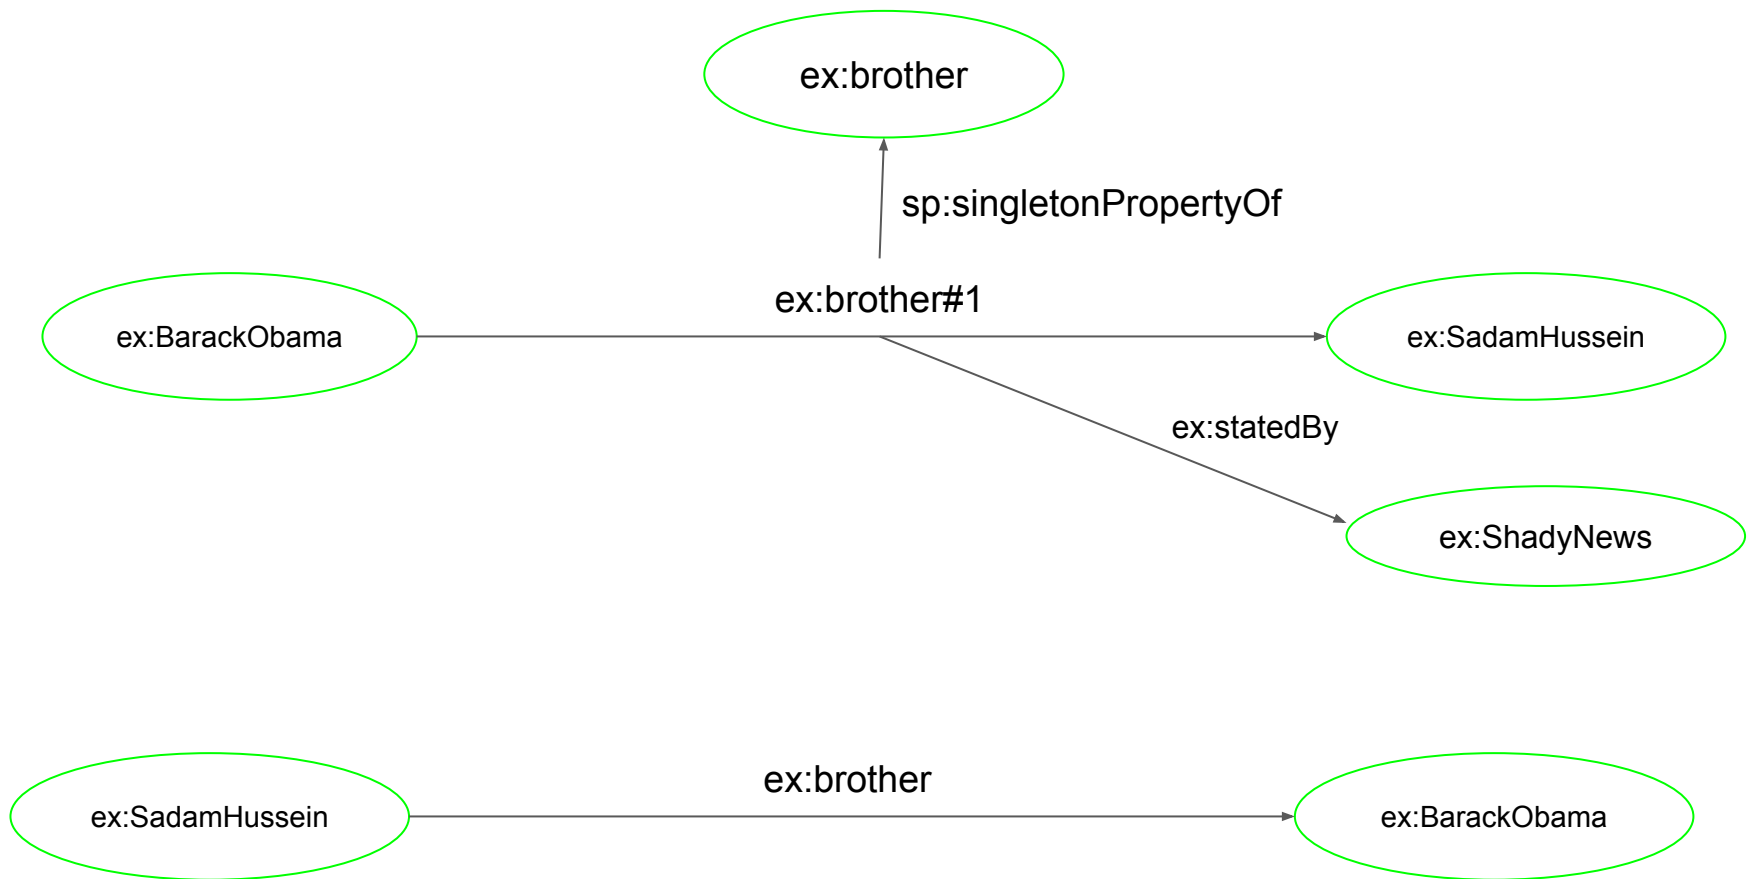 ex:brother
sp:singletonPropertyOf
ex:brother#1
ex:BarackObama
ex:SadamHussein
ex:statedBy
ex:ShadyNews
ex:brother
ex:SadamHussein
ex:BarackObama